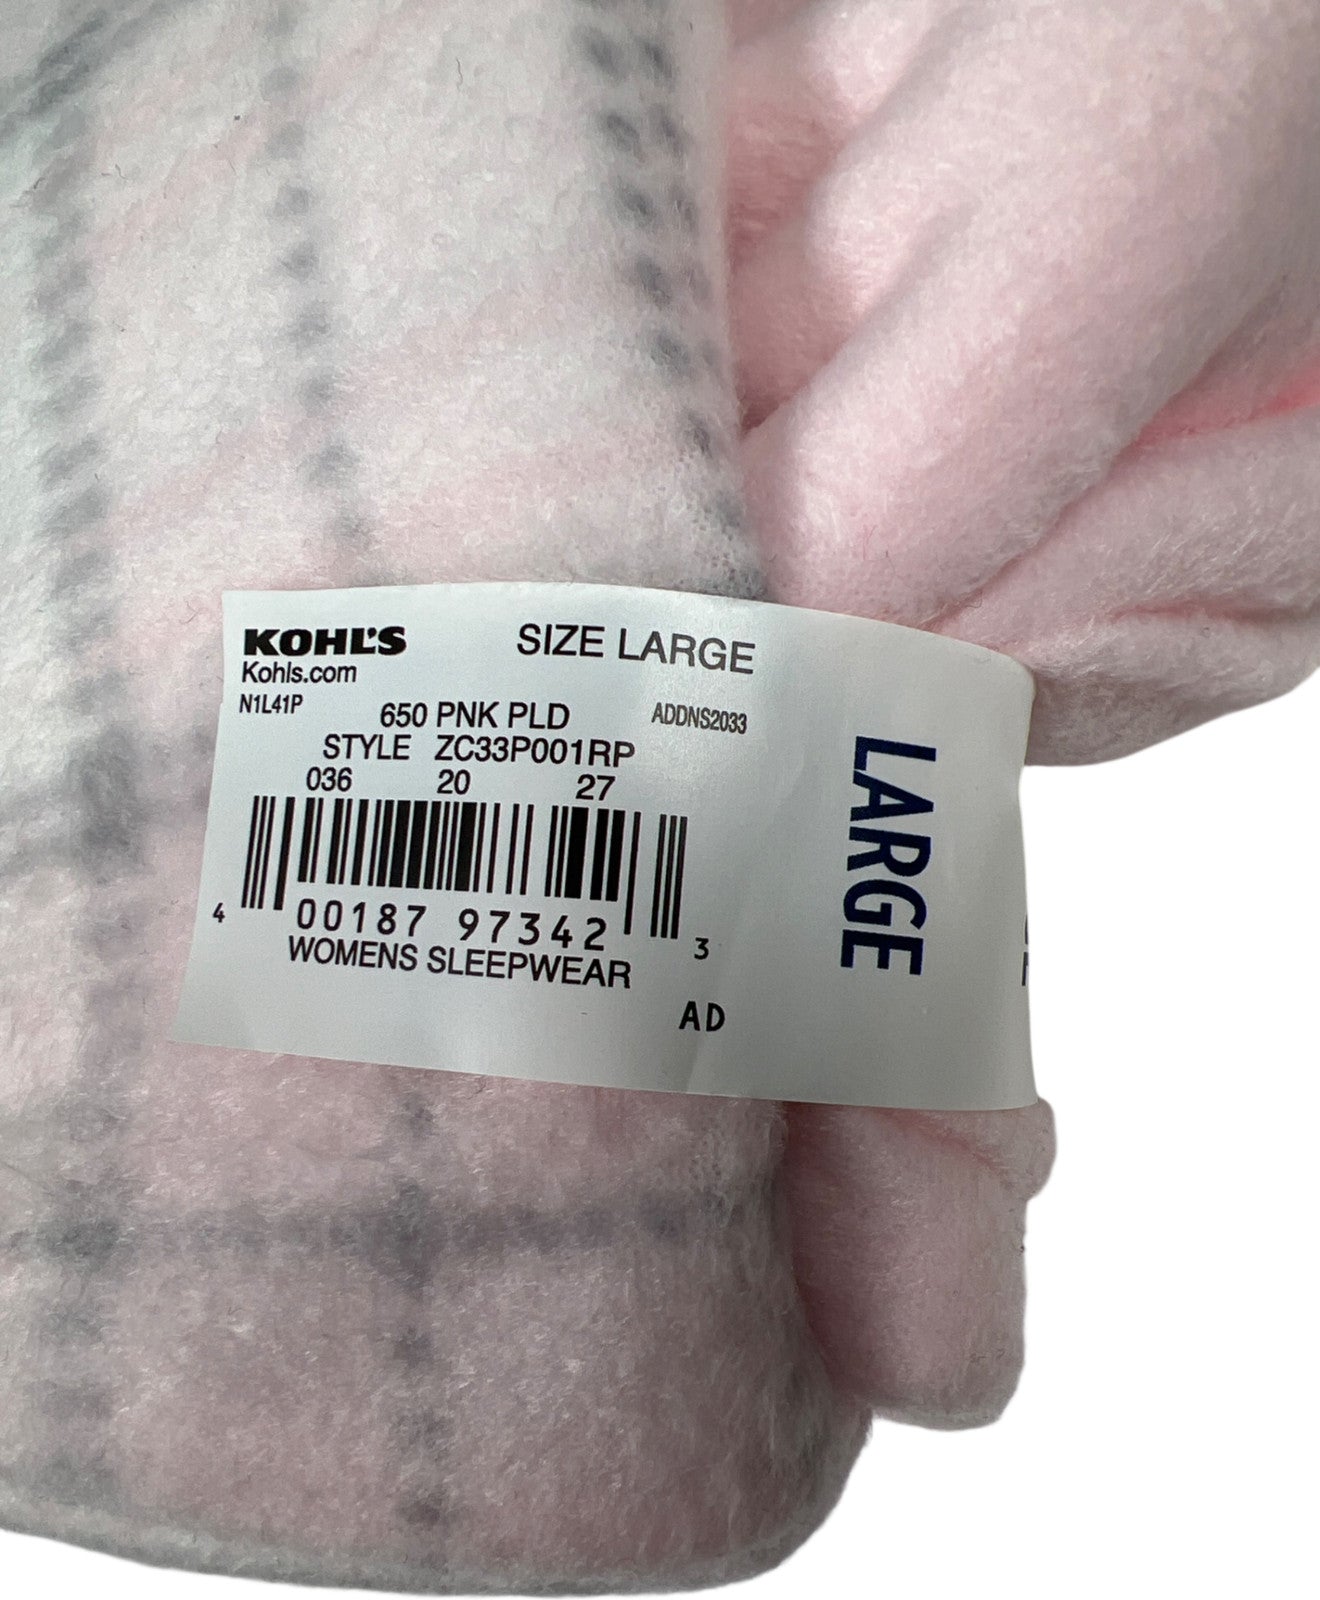 KOHL'S
Kohls.com
N1L41P
SIZE LARGE
650 PNK PLD
ADDNS2033
STYLE ZC33P001RP
036 20 27
4 00187 97342 3
WOMENS SLEEPWEAR
AD
LARGE